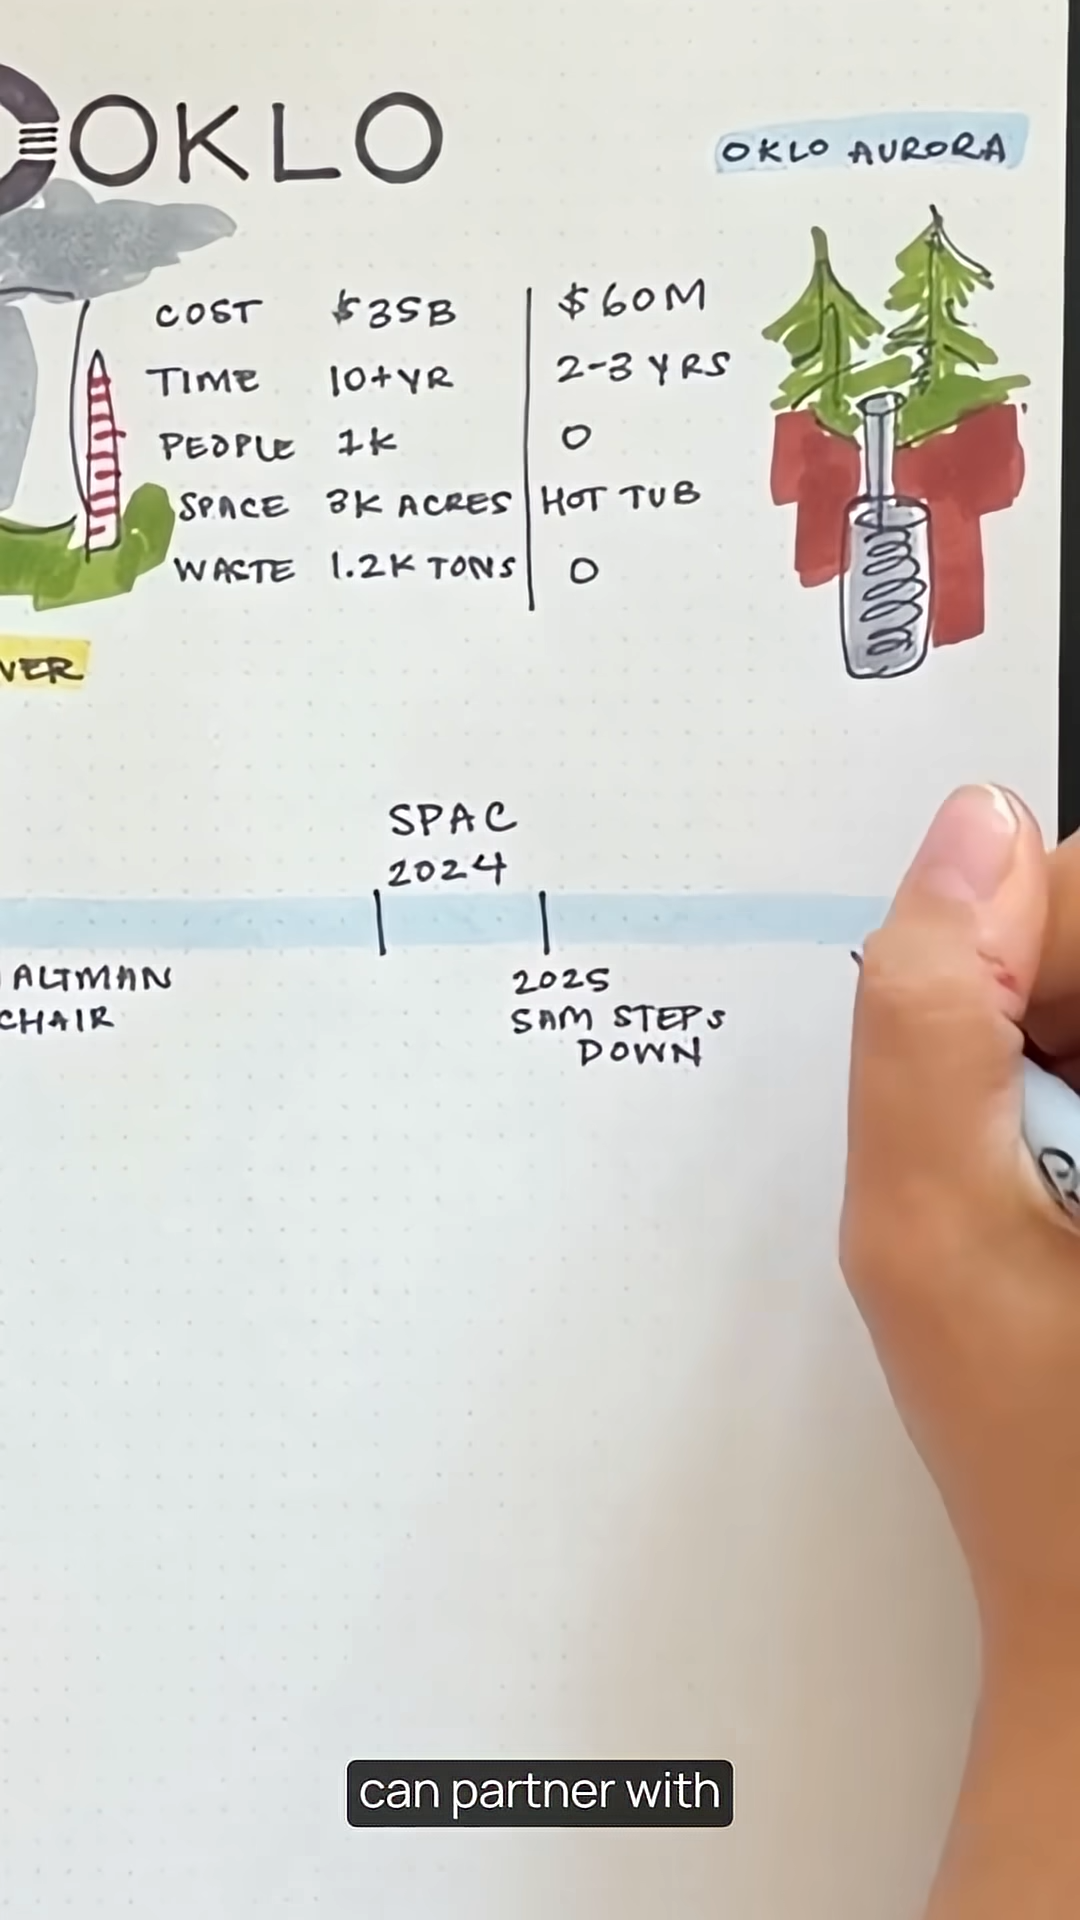 OKLO
OKLO AURORA
COST $35B $60M
TIME 10+YR 2-3 YRS
PEOPLE 1K 0
SPACE 3K ACRES HOT TUB
WASTE 1.2K TONS 0
VER
SPAC
2024
ALTMAN
CHAIR
2025
SAM STEPS
DOWN
can partner with